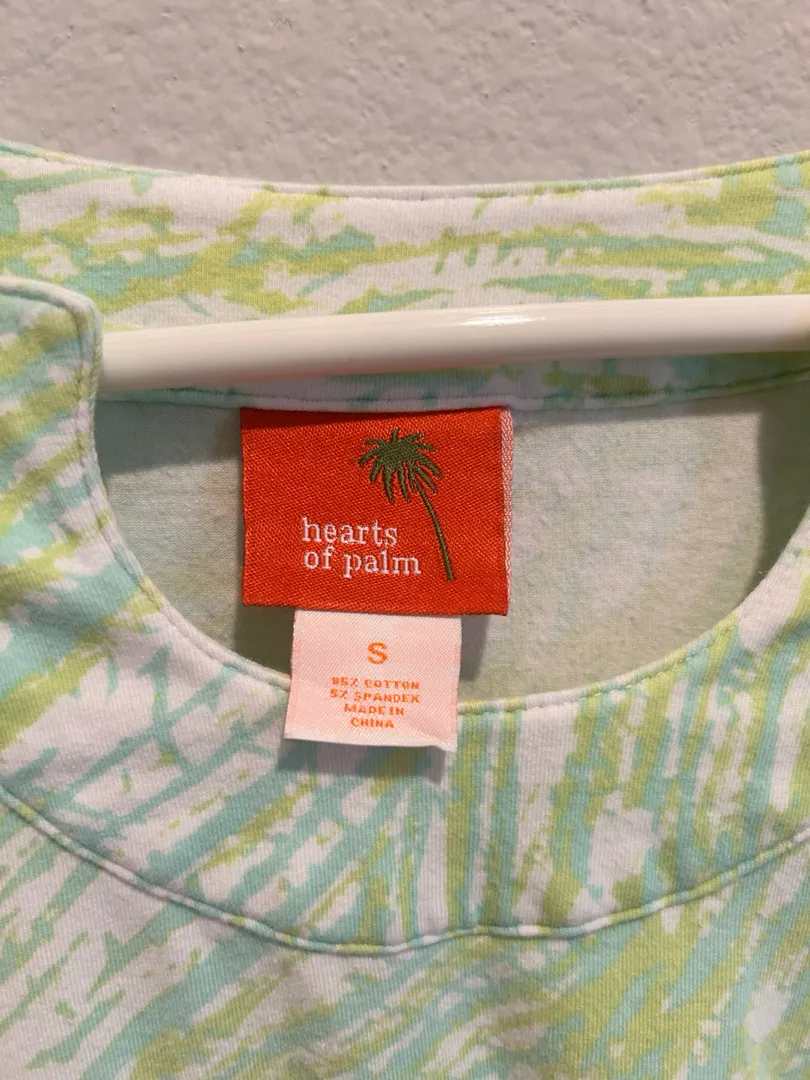 hearts
of palm
S
95% COTTON
5% SPANDEX
MADE IN
CHINA